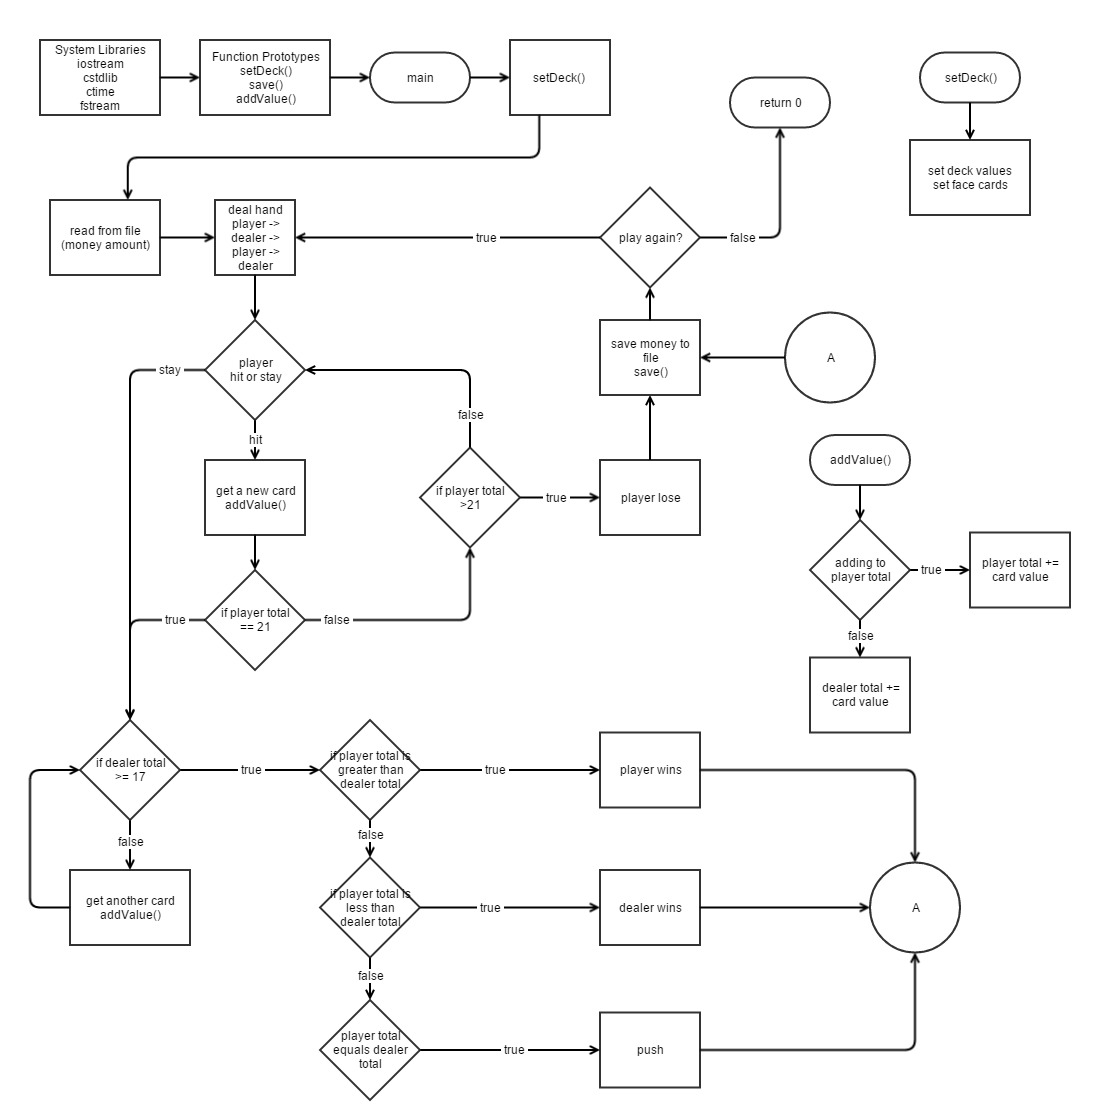 System Libraries
iostream
cstdlib
ctime
fstream
Function Prototypes
setDeck()
save()
addValue()
main
setDeck()
return 0
setDeck()
set deck values
set face cards
read from file
(money amount)
deal hand
player ->
dealer ->
player ->
dealer
true
play again?
false
save money to
file
save()
A
player
hit or stay
stay
hit
false
get a new card
addValue()
if player total
>21
true
player lose
addValue()
adding to
player total
true
player total +=
card value
false
dealer total +=
card value
if player total
== 21
true
false
if dealer total
>= 17
true
false
get another card
addValue()
if player total is
greater than
dealer total
true
player wins
false
if player total is
less than
dealer total
true
dealer wins
A
false
player total
equals dealer
total
true
push